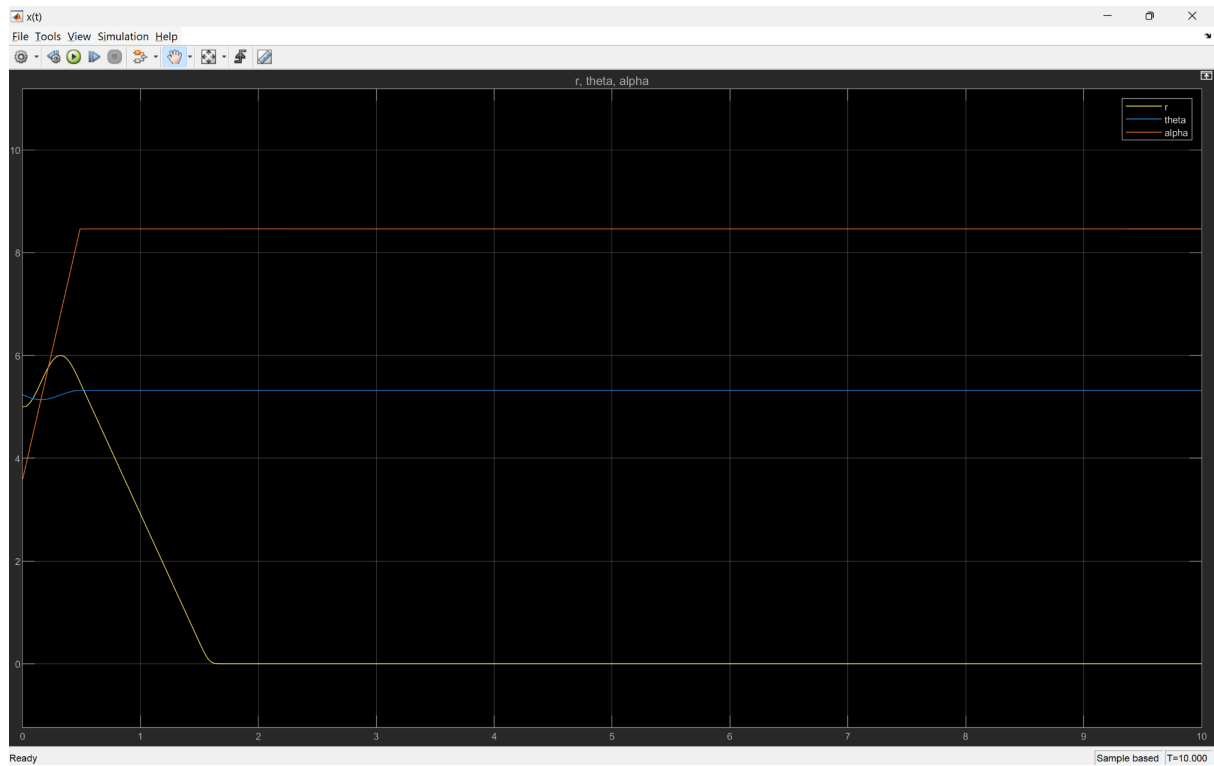 x(t)
File Tools View Simulation Help
r, theta, alpha
r
theta
alpha
10
8
6
4
2
0
0 1 2 3 4 5 6 7 8 9 10
Ready Sample based T=10.000